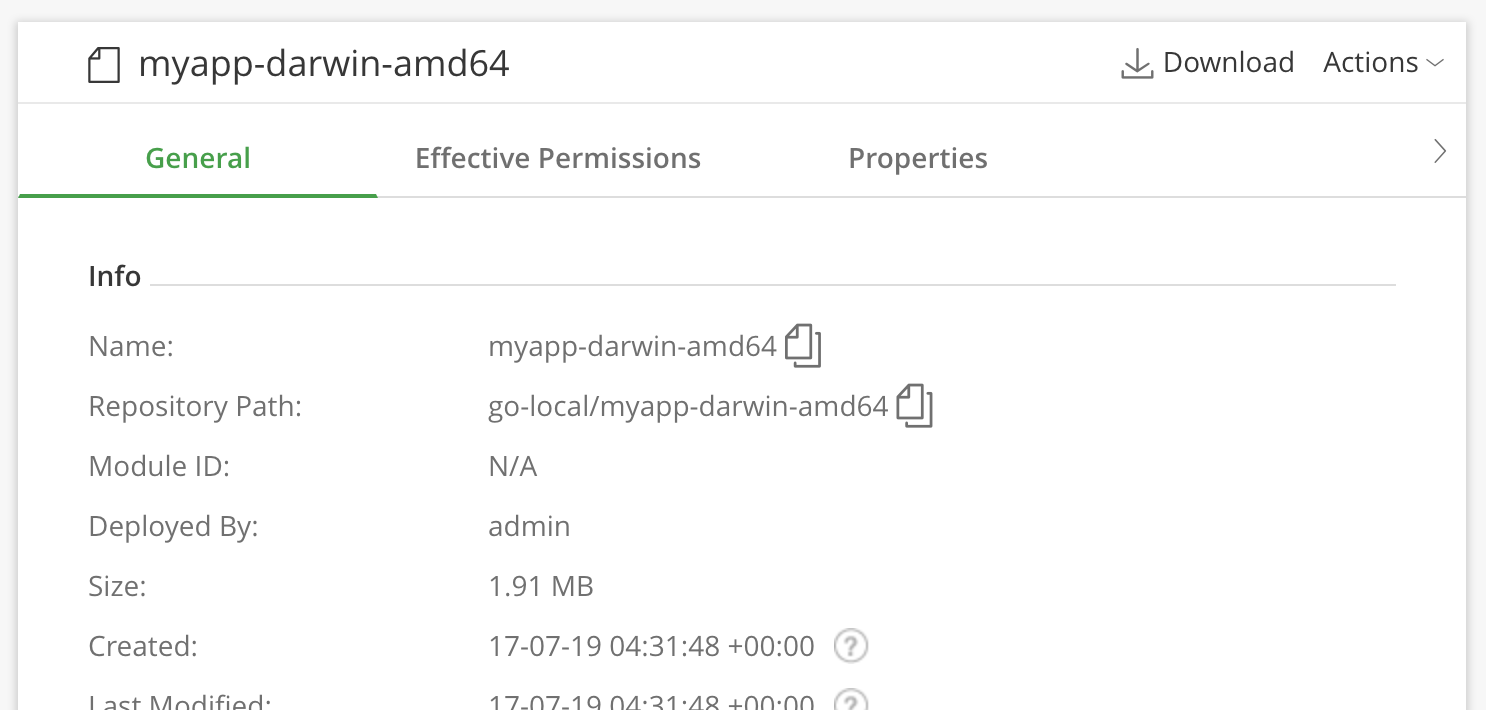 myapp-darwin-amd64 Download Actions
General Effective Permissions Properties
Info
Name: myapp-darwin-amd64
Repository Path: go-local/myapp-darwin-amd64
Module ID: N/A
Deployed By: admin
Size: 1.91 MB
Created: 17-07-19 04:31:48 +00:00 ?
Last Modified: 17-07-19 04:31:48 +00:00 ?